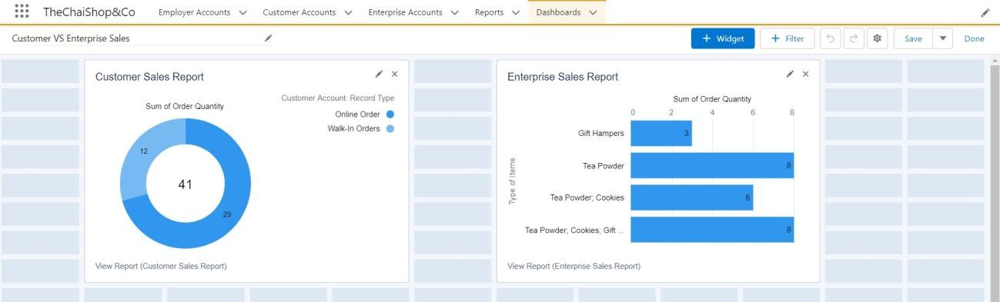 TheChaiShop&Co Employer Accounts Customer Accounts Enterprise Accounts Reports Dashboards
Customer VS Enterprise Sales
+ Widget + Filter Save Done
Customer Sales Report
Customer Account: Record Type
Sum of Order Quantity
Online Order
Walk-In Orders
12
41
29
View Report (Customer Sales Report)
Enterprise Sales Report
Sum of Order Quantity
0 2 4 6 8
Type of Items
Gift Hampers 3
Tea Powder 8
Tea Powder; Cookies 6
Tea Powder; Cookies; Gift ... 8
View Report (Enterprise Sales Report)